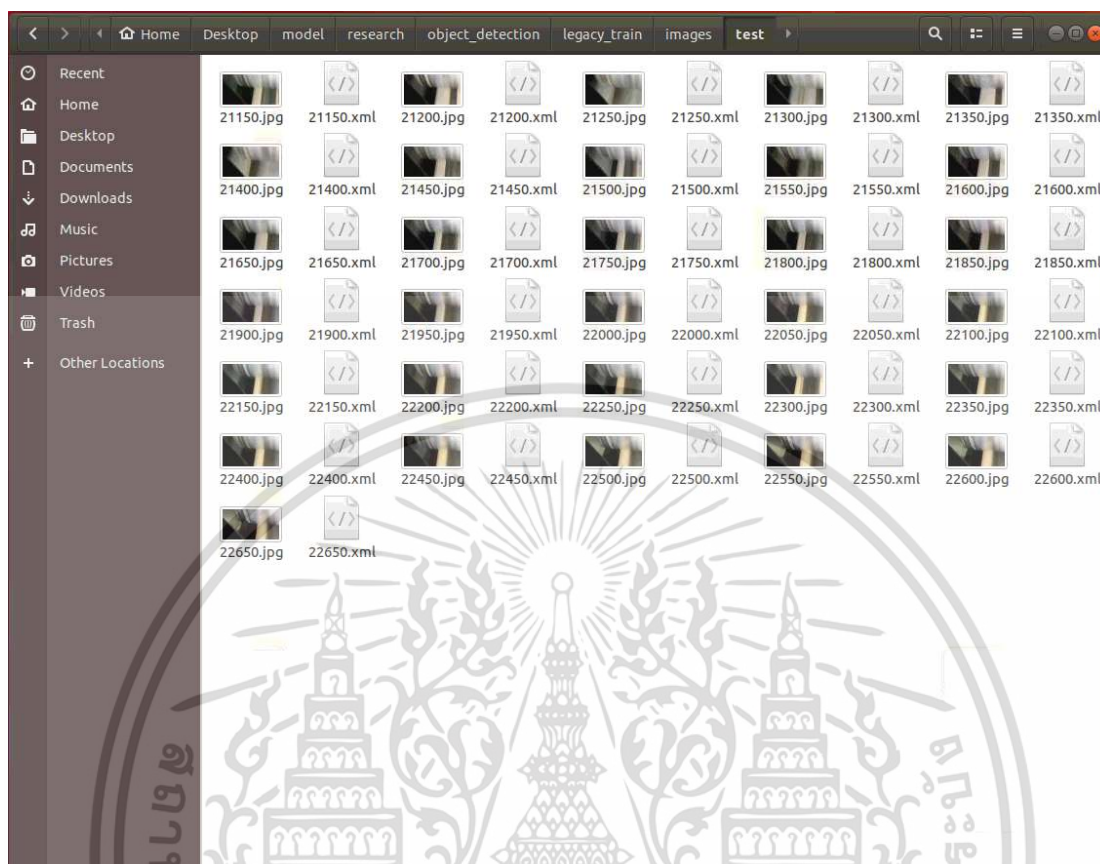 Home Desktop model research object_detection legacy_train images test
Recent
Home
Desktop
Documents
Downloads
Music
Pictures
Videos
Trash
Other Locations
21150.jpg 21150.xml 21200.jpg 21200.xml 21250.jpg 21250.xml 21300.jpg 21300.xml 21350.jpg 21350.xml
21400.jpg 21400.xml 21450.jpg 21450.xml 21500.jpg 21500.xml 21550.jpg 21550.xml 21600.jpg 21600.xml
21650.jpg 21650.xml 21700.jpg 21700.xml 21750.jpg 21750.xml 21800.jpg 21800.xml 21850.jpg 21850.xml
21900.jpg 21900.xml 21950.jpg 21950.xml 22000.jpg 22000.xml 22050.jpg 22050.xml 22100.jpg 22100.xml
22150.jpg 22150.xml 22200.jpg 22200.xml 22250.jpg 22250.xml 22300.jpg 22300.xml 22350.jpg 22350.xml
22400.jpg 22400.xml 22450.jpg 22450.xml 22500.jpg 22500.xml 22550.jpg 22550.xml 22600.jpg 22600.xml
22650.jpg 22650.xml